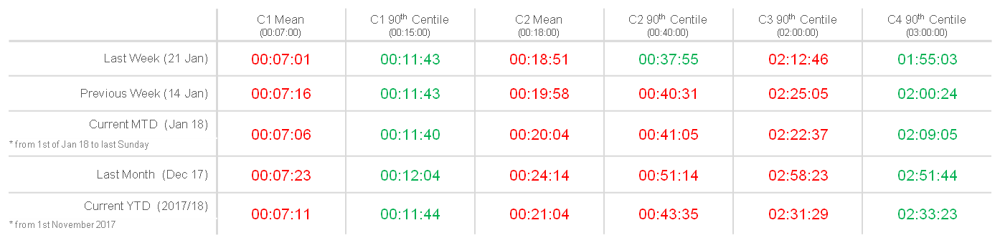 C1 Mean C1 90th Centile C2 Mean C2 90th Centile C3 90th Centile C4 90th Centile
(00:07:00) (00:15:00) (00:18:00) (00:40:00) (02:00:00) (03:00:00)
Last Week (21 Jan) 00:07:01 00:11:43 00:18:51 00:37:55 02:12:46 01:55:03
Previous Week (14 Jan) 00:07:16 00:11:43 00:19:58 00:40:31 02:25:05 02:00:24
Current MTD (Jan 18) 00:07:06 00:11:40 00:20:04 00:41:05 02:22:37 02:09:05
* from 1st of Jan 18 to last Sunday
Last Month (Dec 17) 00:07:23 00:12:04 00:24:14 00:51:14 02:58:23 02:51:44
Current YTD (2017/18) 00:07:11 00:11:44 00:21:04 00:43:35 02:31:29 02:33:23
* from 1st November 2017